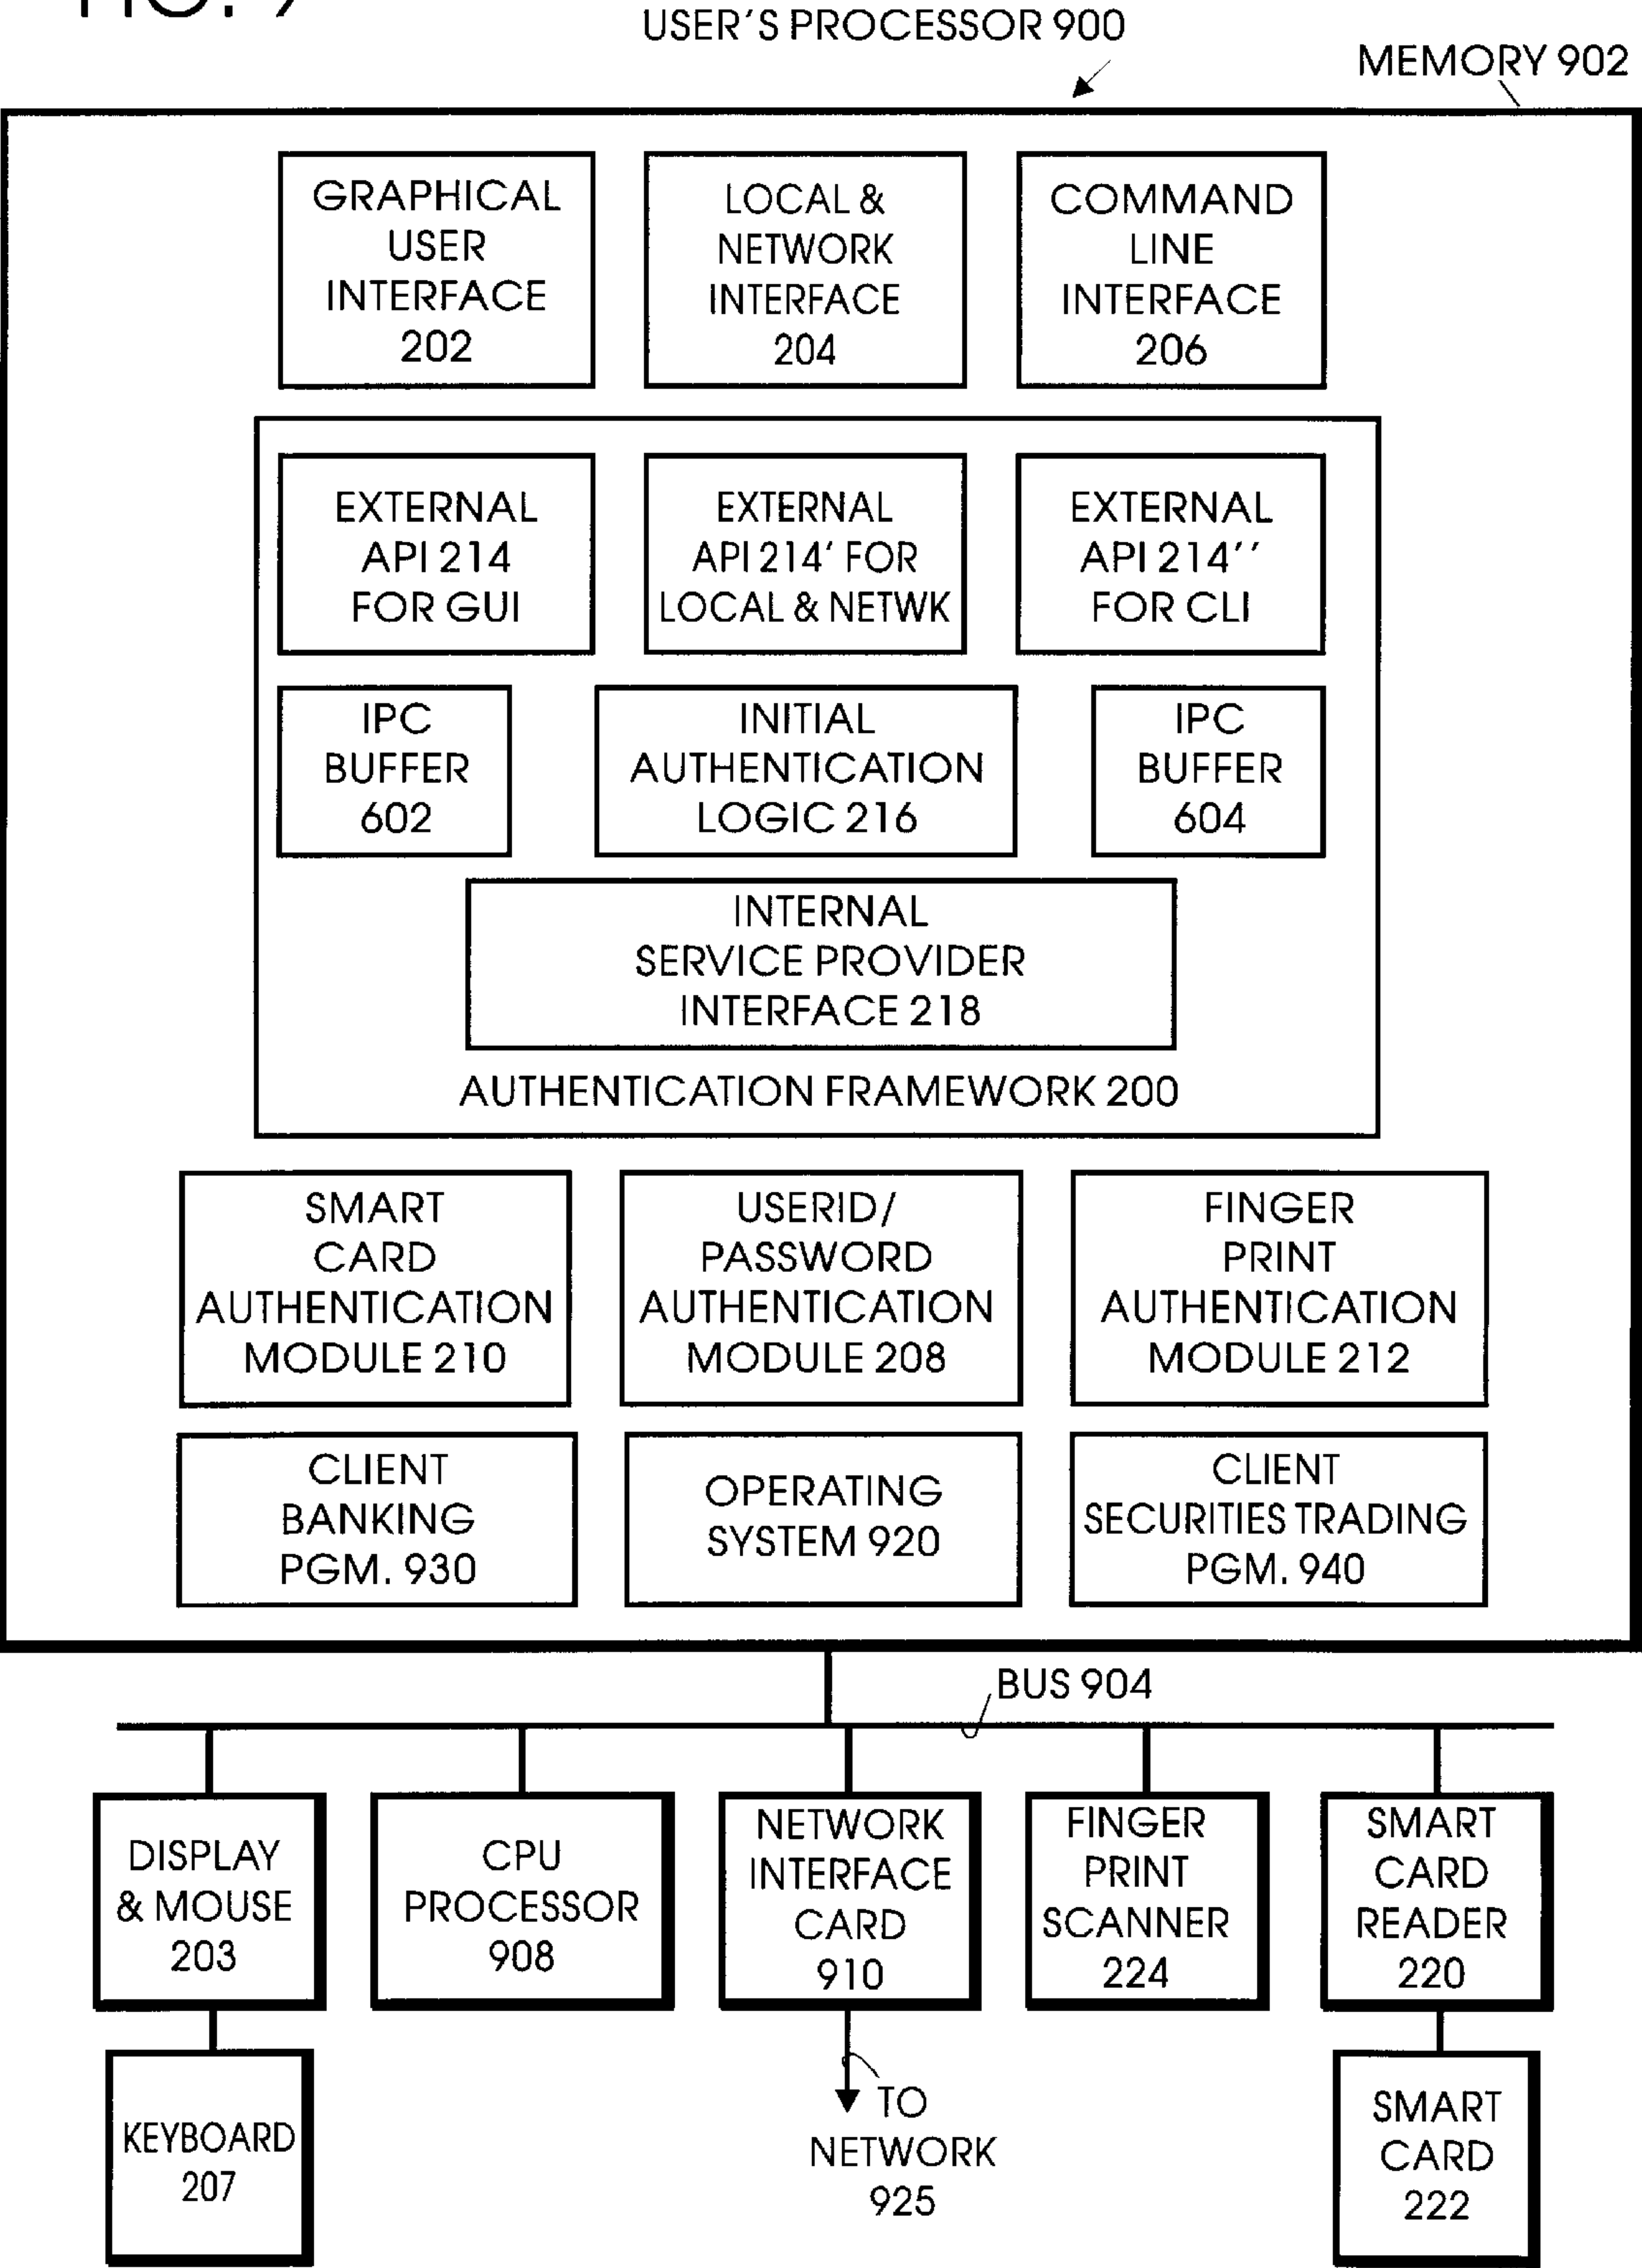 FIG. 9
USER'S PROCESSOR 900
MEMORY 902
GRAPHICAL
USER
INTERFACE
202
LOCAL &
NETWORK
INTERFACE
204
COMMAND
LINE
INTERFACE
206
EXTERNAL
API 214
FOR GUI
EXTERNAL
API 214' FOR
LOCAL & NETWK
EXTERNAL
API 214''
FOR CLI
IPC
BUFFER
602
INITIAL
AUTHENTICATION
LOGIC 216
IPC
BUFFER
604
INTERNAL
SERVICE PROVIDER
INTERFACE 218
AUTHENTICATION FRAMEWORK 200
SMART
CARD
AUTHENTICATION
MODULE 210
USERID/
PASSWORD
AUTHENTICATION
MODULE 208
FINGER
PRINT
AUTHENTICATION
MODULE 212
CLIENT
BANKING
PGM. 930
OPERATING
SYSTEM 920
CLIENT
SECURITIES TRADING
PGM. 940
BUS 904
DISPLAY
& MOUSE
203
CPU
PROCESSOR
908
NETWORK
INTERFACE
CARD
910
FINGER
PRINT
SCANNER
224
SMART
CARD
READER
220
KEYBOARD
207
TO
NETWORK
925
SMART
CARD
222